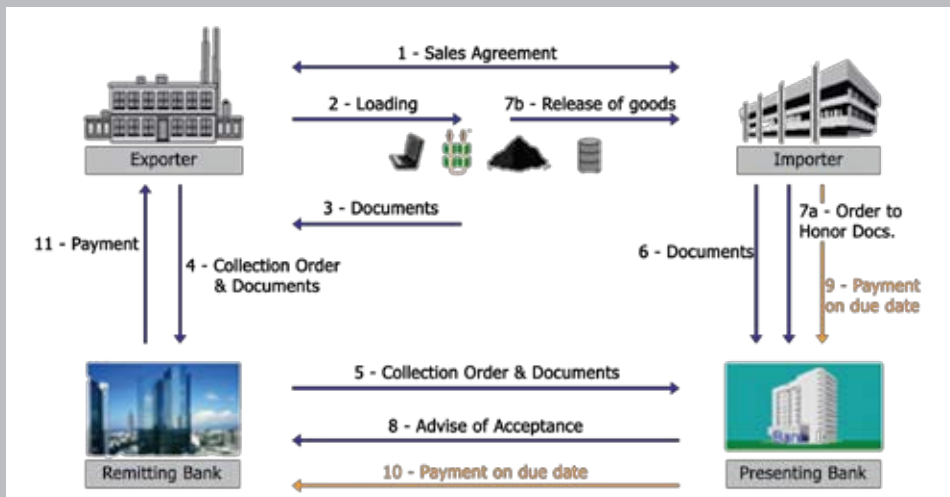 1 - Sales Agreement
2 - Loading
7b - Release of goods
Exporter
Importer
3 - Documents
7a - Order to
Honor Docs.
11 - Payment
4 - Collection Order
& Documents
6 - Documents
9 - Payment
on due date
5 - Collection Order & Documents
8 - Advise of Acceptance
Remitting Bank
10 - Payment on due date
Presenting Bank